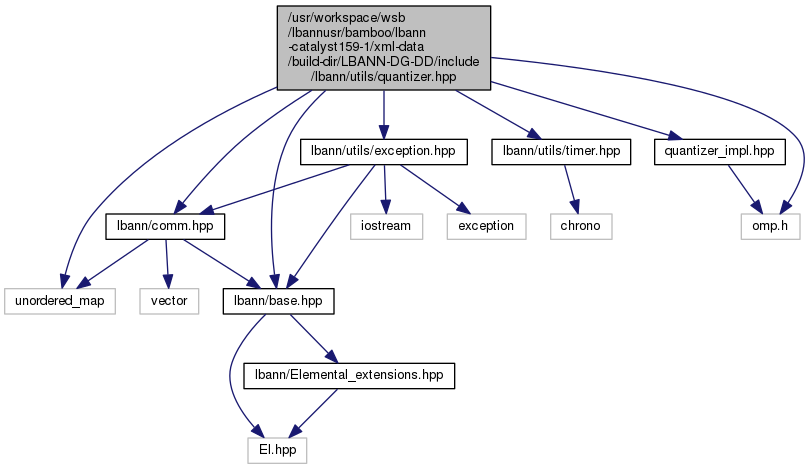 /usr/workspace/wsb
/lbannusr/bamboo/lbann
-catalyst159-1/xml-data
/build-dir/LBANN-DG-DD/include
/lbann/utils/quantizer.hpp
lbann/utils/exception.hpp
lbann/utils/timer.hpp
quantizer_impl.hpp
lbann/comm.hpp
iostream
exception
chrono
omp.h
unordered_map
vector
lbann/base.hpp
lbann/Elemental_extensions.hpp
El.hpp